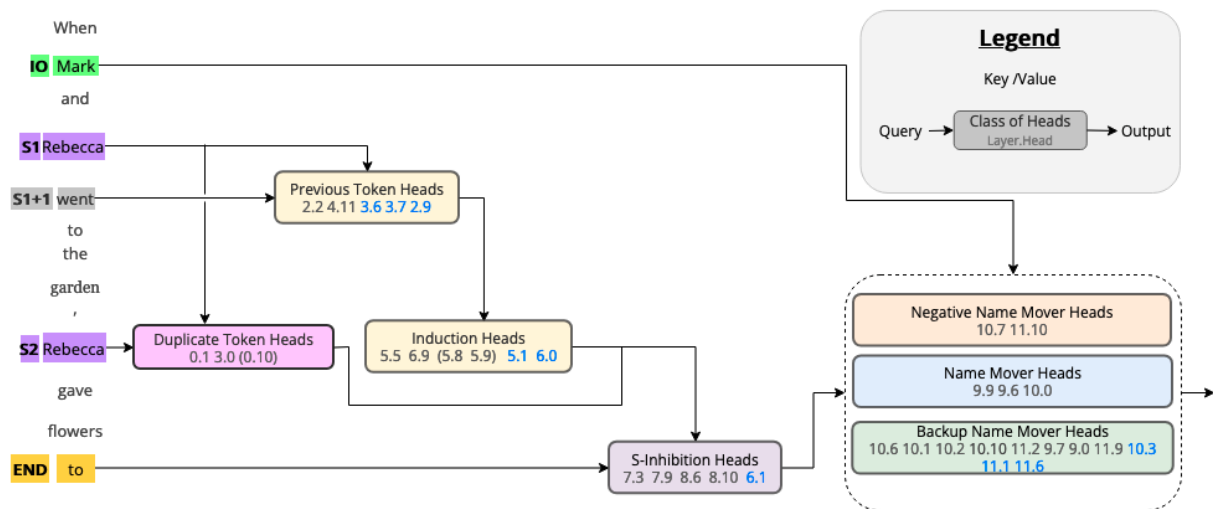 When
IO Mark
and
S1 Rebecca
S1+1 went
to
the
garden
,
S2 Rebecca
gave
flowers
END to
Previous Token Heads
2.2 4.11 3.6 3.7 2.9
Duplicate Token Heads
0.1 3.0 (0.10)
Induction Heads
5.5 6.9 (5.8 5.9) 5.1 6.0
S-Inhibition Heads
7.3 7.9 8.6 8.10 6.1
Legend
Key /Value
Query
Class of Heads
Layer.Head
Output
Negative Name Mover Heads
10.7 11.10
Name Mover Heads
9.9 9.6 10.0
Backup Name Mover Heads
10.6 10.1 10.2 10.10 11.2 9.7 9.0 11.9 10.3
11.1 11.6